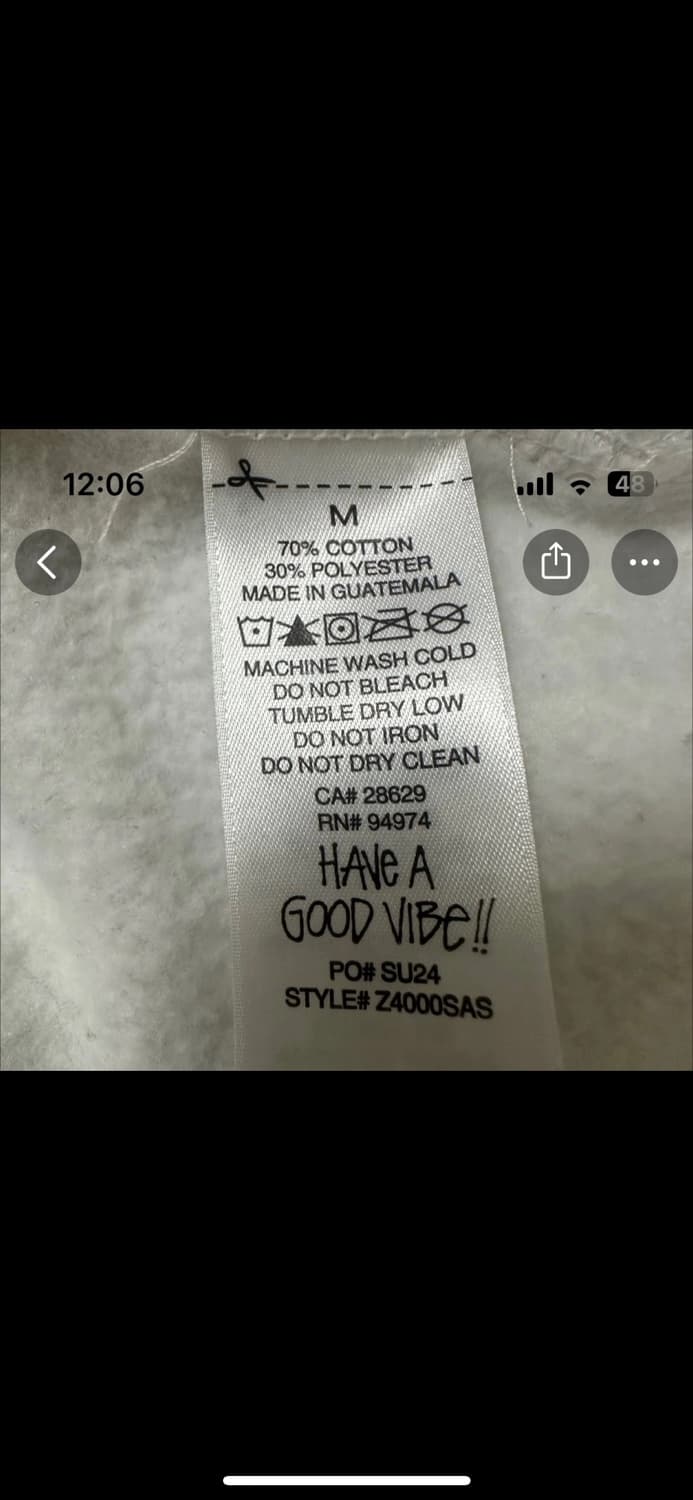 12:06
48
M
70% COTTON
30% POLYESTER
MADE IN GUATEMALA
MACHINE WASH COLD
DO NOT BLEACH
TUMBLE DRY LOW
DO NOT IRON
DO NOT DRY CLEAN
CA# 28629
RN# 94974
HAVe A
GOOD VIBe!!
PO# SU24
STYLE# Z4000SAS